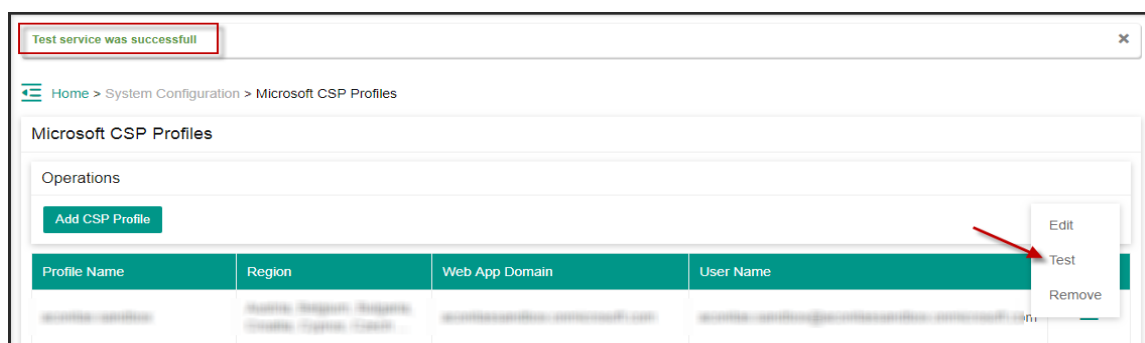 Test service was successfull
Home > System Configuration > Microsoft CSP Profiles
Microsoft CSP Profiles
Operations
Add CSP Profile
Edit
Test
Remove
Profile Name Region Web App Domain User Name